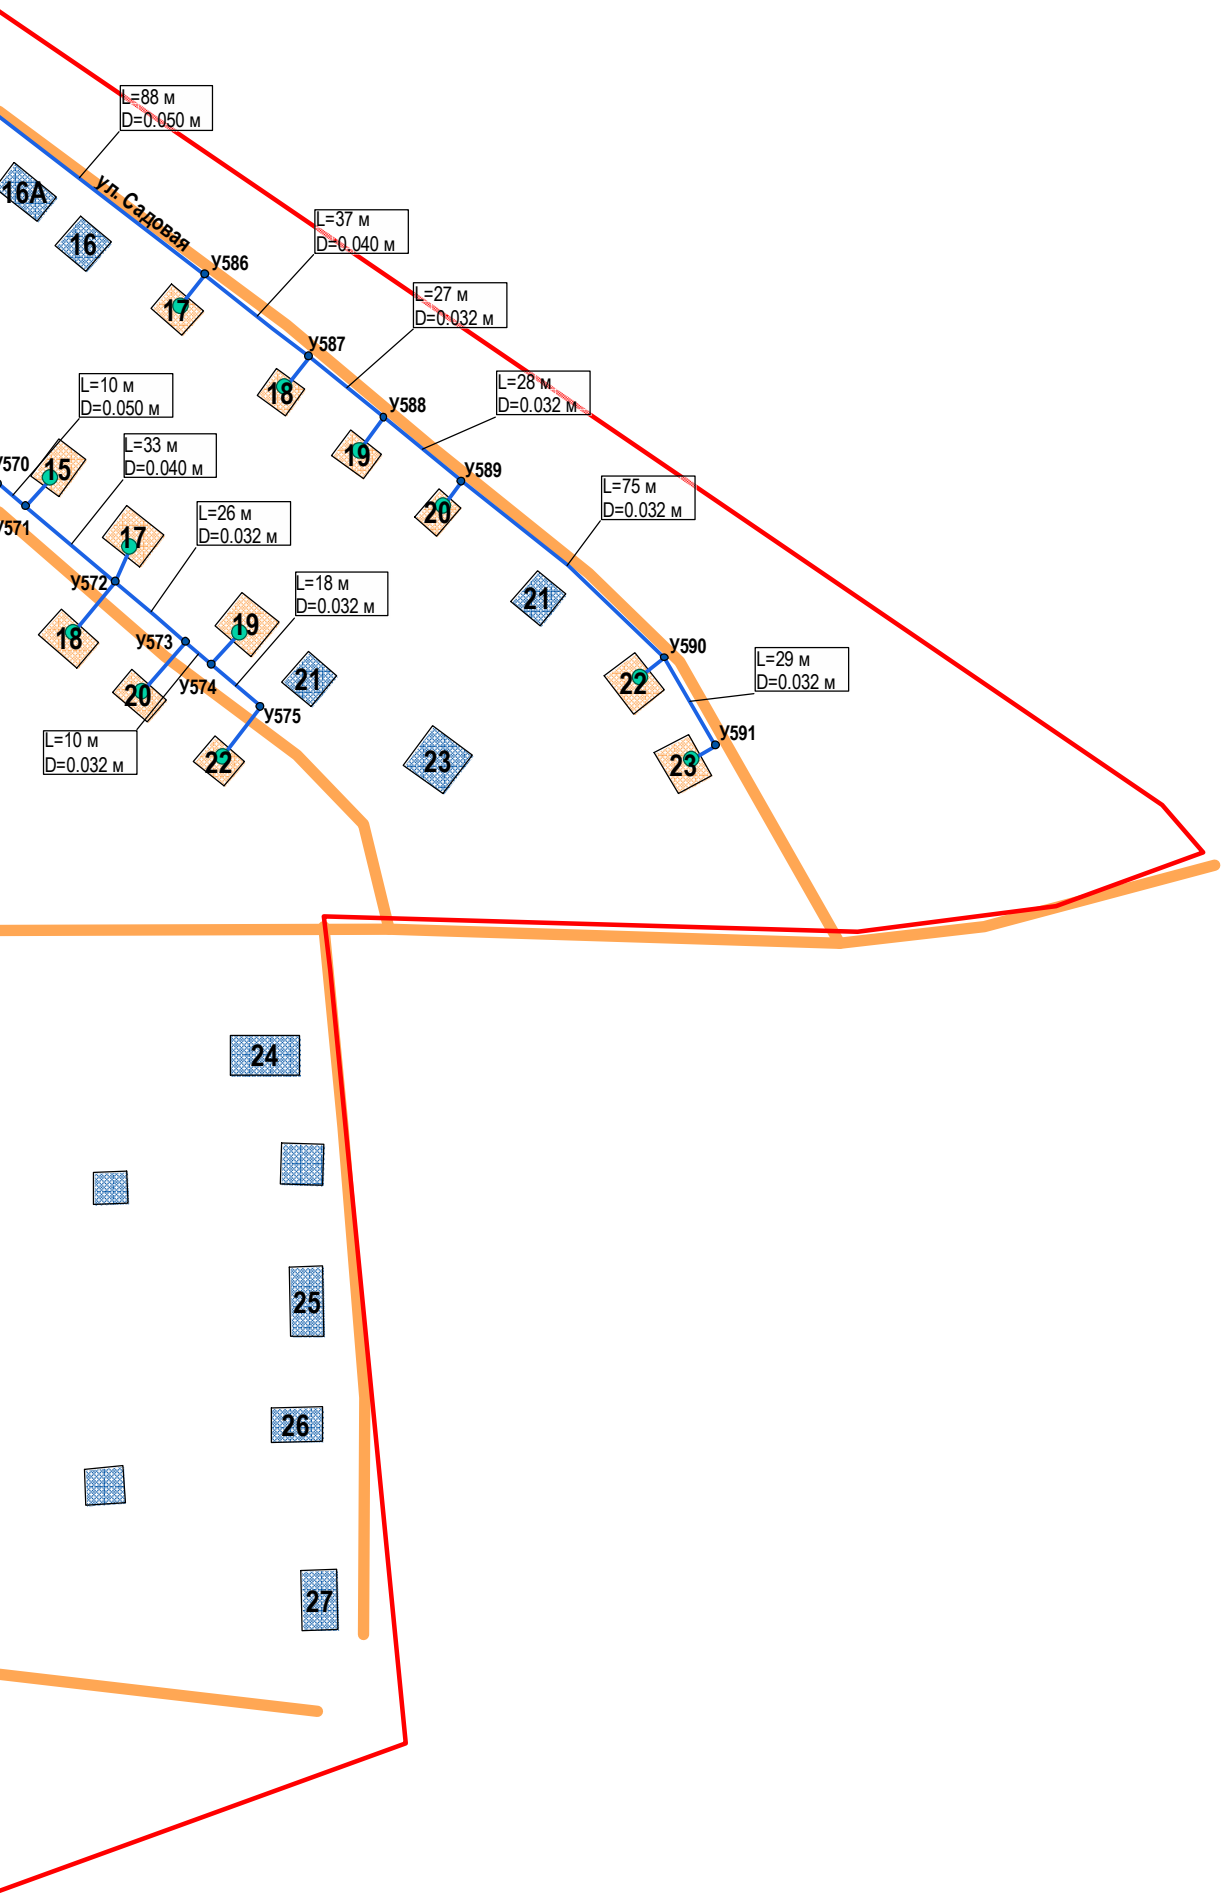 L=88 м
D=0.050 м
16А
ул. Садовая
16
L=37 м
D=0.040 м
У586
17
L=27 м
D=0.032 м
У587
18
L=28 м
D=0.032 м
L=10 м
D=0.050 м
У588
19
L=33 м
D=0.040 м
У570
15
У589
20
L=75 м
D=0.032 м
У571
17
L=26 м
D=0.032 м
У572
L=18 м
D=0.032 м
21
18
19
У573
У590
L=29 м
D=0.032 м
20
У574
21
22
У575
У591
L=10 м
D=0.032 м
22
23
23
24
25
26
27